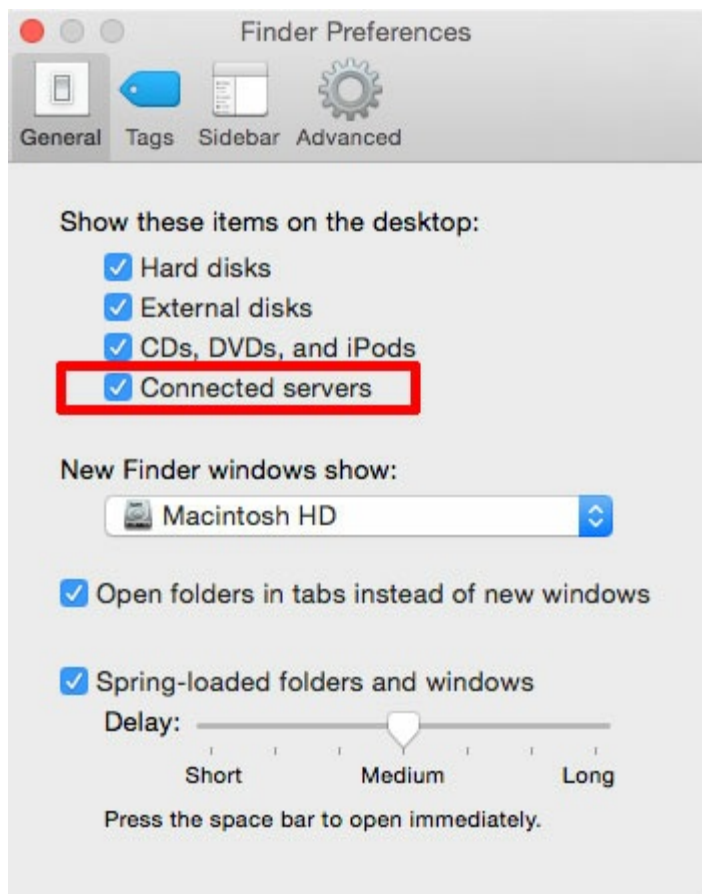 Finder Preferences
General Tags Sidebar Advanced
Show these items on the desktop:
Hard disks
External disks
CDs, DVDs, and iPods
Connected servers
New Finder windows show:
Macintosh HD
Open folders in tabs instead of new windows
Spring-loaded folders and windows
Delay:
Short Medium Long
Press the space bar to open immediately.